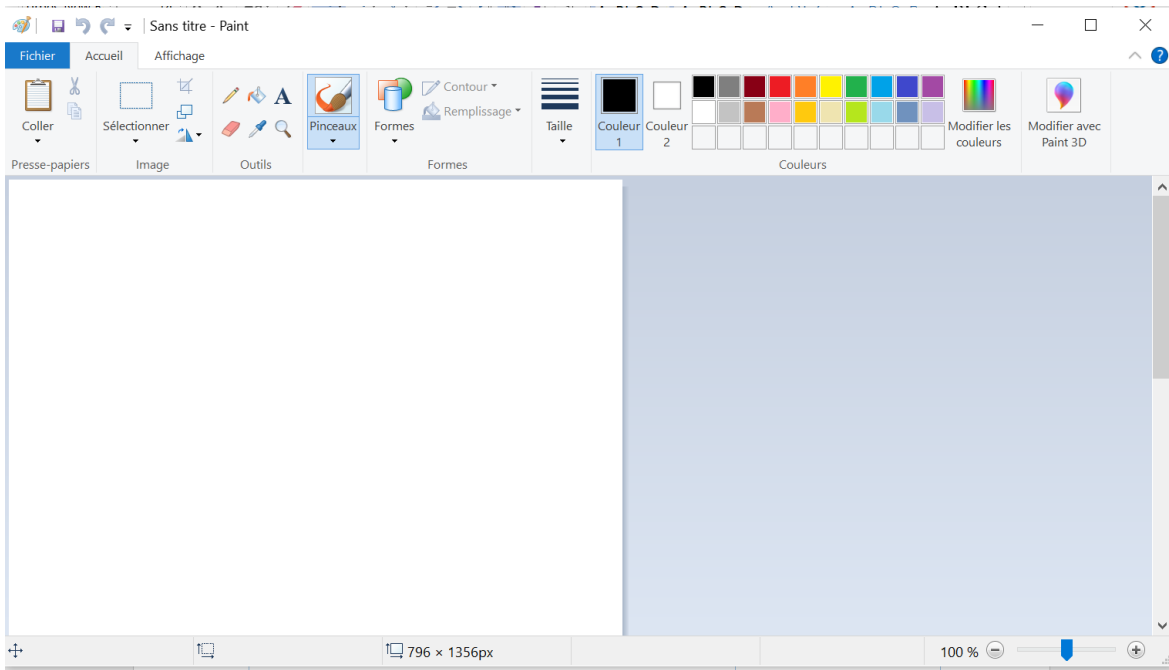 Sans titre - Paint
Fichier Accueil Affichage
?
Coller
Sélectionner
A
Pinceaux
Formes
Contour
Remplissage
Taille
Couleur 1
Couleur 2
Modifier les couleurs
Modifier avec Paint 3D
Presse-papiers Image Outils Formes Couleurs
796 × 1356px
100 %